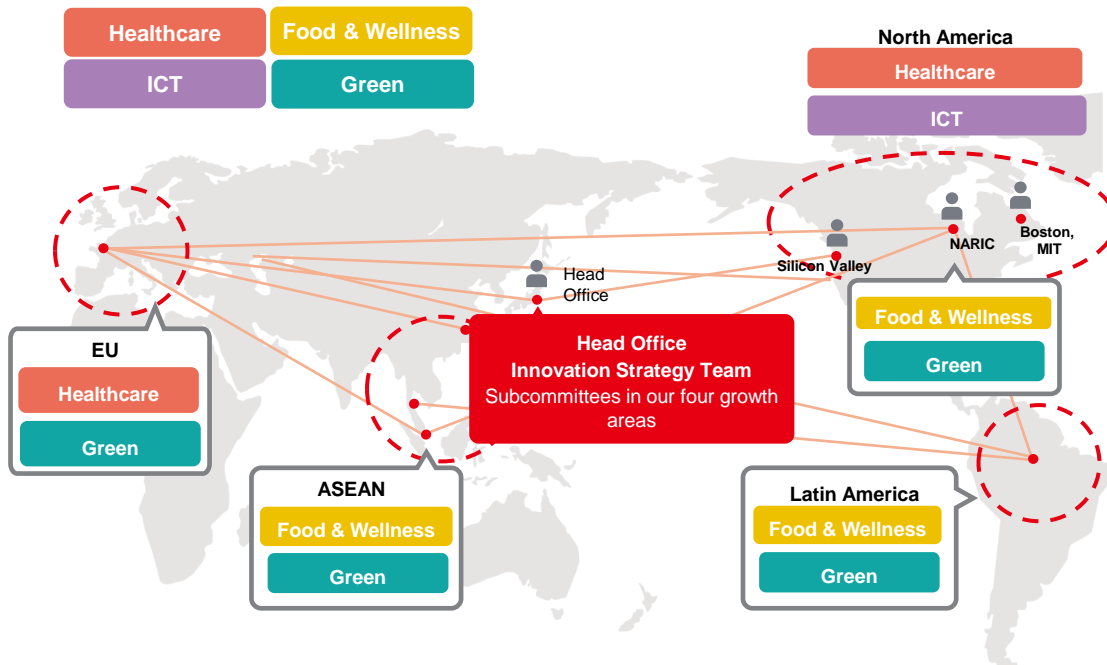 Healthcare
Food & Wellness
ICT
Green
North America
Healthcare
ICT
Boston,
MIT
NARIC
Silicon Valley
Head
Office
Food & Wellness
Green
Head Office
Innovation Strategy Team
Subcommittees in our four growth
areas
EU
Healthcare
Green
ASEAN
Food & Wellness
Green
Latin America
Food & Wellness
Green